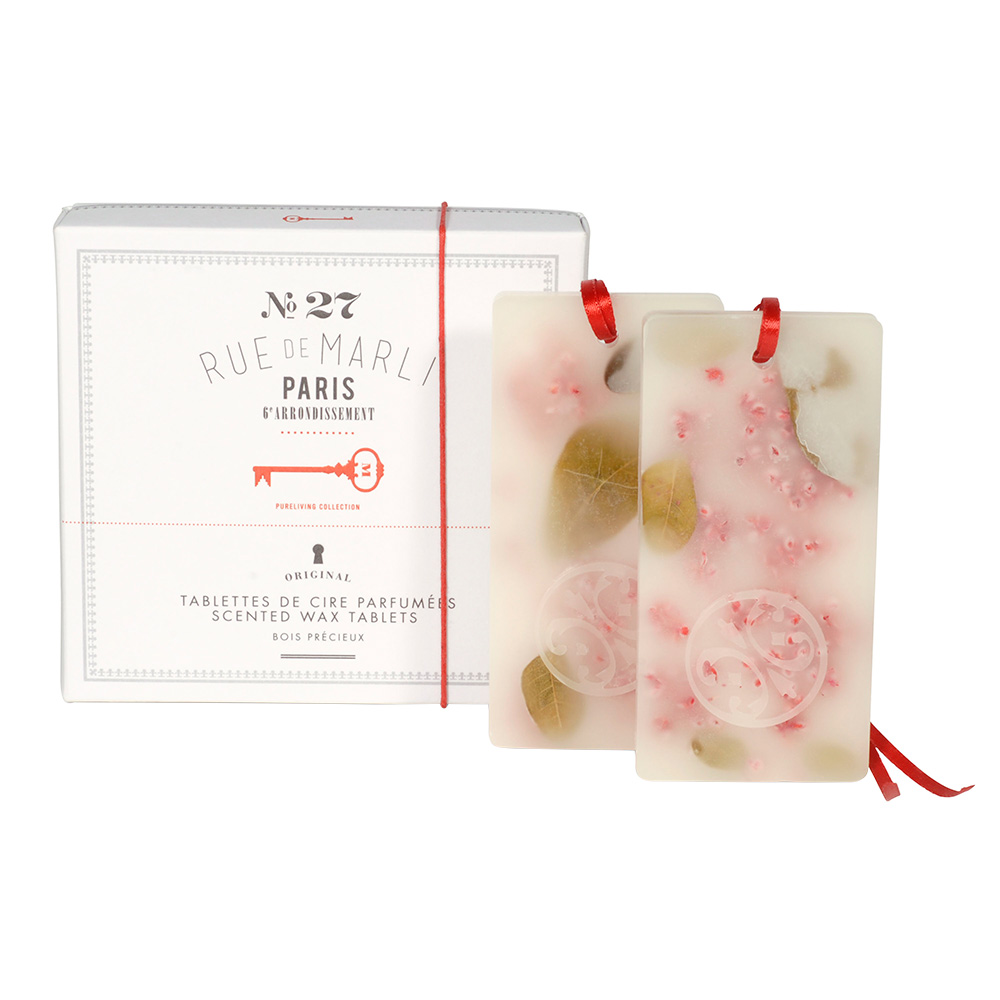 № 27
RUE DE MARLI
PARIS
6ᵉ ARRONDISSEMENT
M
PURELIVING COLLECTION
ORIGINAL
TABLETTES DE CIRE PARFUMÉES
SCENTED WAX TABLETS
BOIS PRÉCIEUX